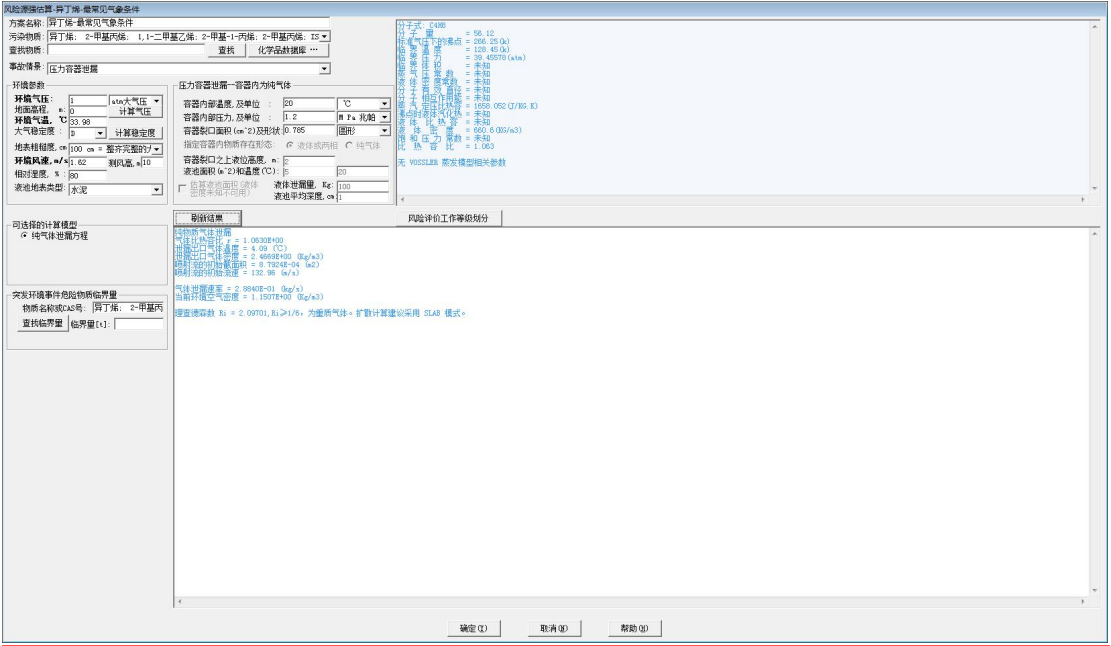 风险源强估算-异丁烯-最常见气象条件
方案名称: 异丁烯-最常见气象条件
污染物质: 异丁烯; 2-甲基丙烯; 1,1-二甲基乙烯; 2-甲基-1-丙烯; 2-甲基丙烯; IS
查找物质: 查找 化学品数据库 ...
事故情景: 压力容器泄漏
环境参数
环境气压: 1 atm大气压
地面高程, m: 0 计算气压
环境气温, ℃ 33.98
大气稳定度 : D 计算稳定度
地表粗糙度, cm 100 cm = 整齐完整的大
环境风速, m/s 1.62 测风高, m 10
相对湿度, % : 80
液池地表类型: 水泥
压力容器泄漏--容器内为纯气体
容器内部温度, 及单位 : 20 ℃
容器内部压力, 及单位 : 1.2 M Pa 兆帕
容器裂口面积(cm^2)及形状: 0.785 圆形
指定容器内物质存在形态: 液体或两相 纯气体
容器裂口之上液位高度, m: 2
液池面积(m^2)和温度(℃): 5 20
估算液池面积(液体密度未知不可用) 液体泄漏量, Kg: 100
液池平均深度, cm: 1
分子式: C4H8
分 子 量 = 56.12
标准气压下的沸点 = 266.25(k)
临 界 温 度 = 128.45(k)
临 界 压 力 = 39.45578(atm)
临 界 体 积 = 未知
蒸 气 压 常 数 = 未知
液 体 密 度常数 = 未知
分 子 有 效 直径 = 未知
分 子 相互作用能 = 未知
蒸 汽 定压比热容 = 1658.052(J/KG.K)
沸点时液体汽化热 = 未知
液 体 比 热 容 = 未知
液 体 密 度 = 660.6(KG/m3)
饱 和 压 力 常数 = 未知
比 热 容 比 = 1.063
无 VOSSLER 蒸发模型相关参数
刷新结果 风险评价工作等级划分
可选择的计算模型
纯气体泄漏方程
突发环境事件危险物质临界量
物质名称或CAS号: 异丁烯; 2-甲基丙
查找临界量 临界量[t]:
纯物质气体泄漏
气体比热容比 r = 1.0630E+00
泄漏出口气体温度 = 4.09 (℃)
泄漏出口气体密度 = 2.4669E+00 (Kg/m3)
喷射流的初始截面积 = 8.7924E-04 (m2)
喷射流的初始流速 = 132.96 (m/s)
气体泄漏速率 = 2.8840E-01 (kg/s)
当前环境空气密度 = 1.1507E+00 (Kg/m3)
理查德森数 Ri = 2.09701,Ri≥1/6, 为重质气体。扩散计算建议采用 SLAB 模式。
确定(Y) 取消(N) 帮助(H)